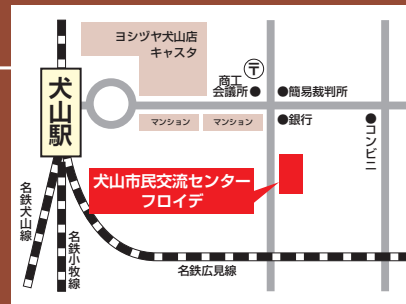 ヨシヅヤ犬山店
キャスタ
〒
商工
会議所
簡易裁判所
犬山駅
マンション
マンション
銀行
コンビニ
犬山市民交流センター
フロイデ
名鉄犬山線
名鉄小牧線
名鉄広見線